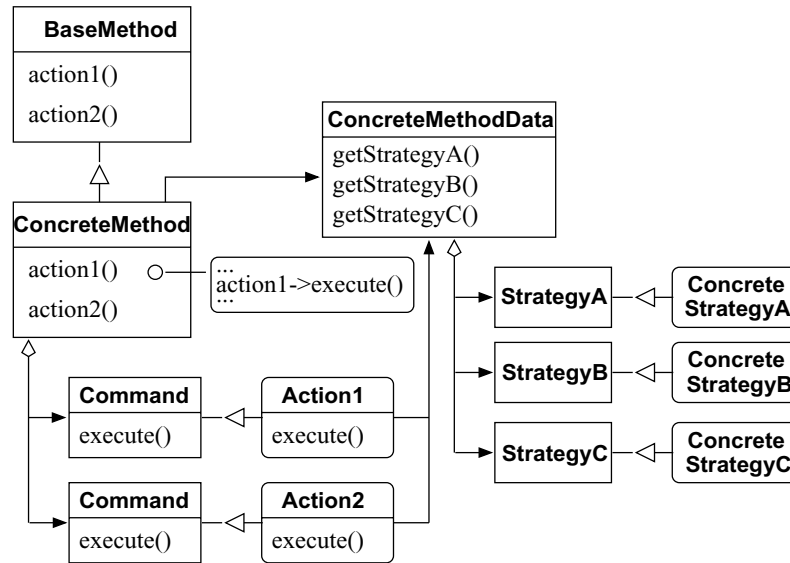 BaseMethod
action1()
action2()
ConcreteMethodData
getStrategyA()
getStrategyB()
getStrategyC()
ConcreteMethod
action1()
action2()
...
action1->execute()
...
StrategyA
Concrete
StrategyA
StrategyB
Concrete
StrategyB
StrategyC
Concrete
StrategyC
Command
execute()
Action1
execute()
Command
execute()
Action2
execute()